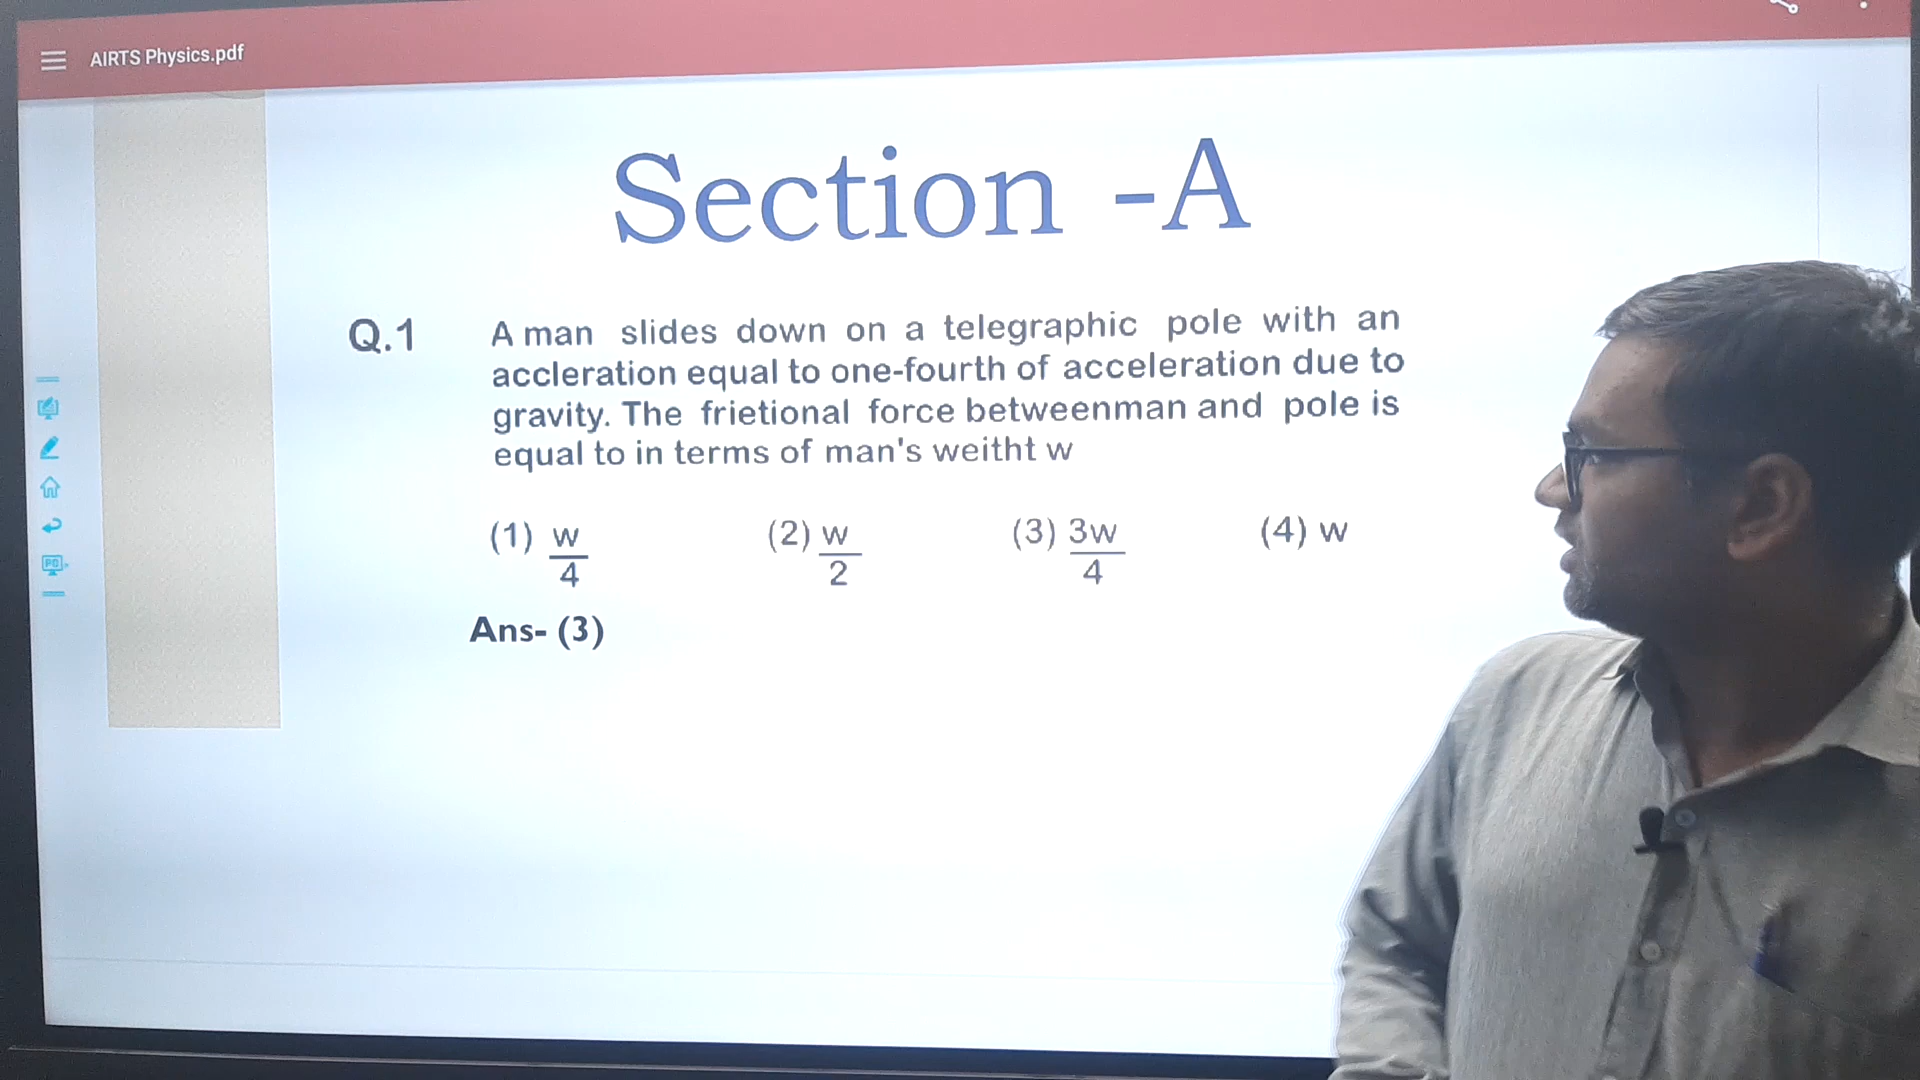 AIRTS Physics.pdf
Section -A
Q.1 A man slides down on a telegraphic pole with an
accleration equal to one-fourth of acceleration due to
gravity. The frietional force betweenman and pole is
equal to in terms of man's weitht w
(1) w/4 (2) w/2 (3) 3w/4 (4) w
Ans- (3)